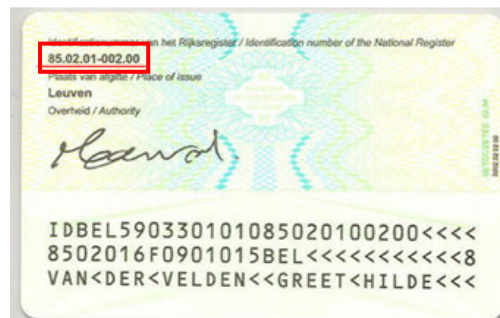 van het Rijksregister / Identification number of the National Register
85.02.01-002.00
Plaats van afgifte / Place of issue
Leuven
Overheid / Authority
IDBEL590330101085020100200<<<<
8502016F0901015BEL<<<<<<<<<<<8
VAN<DER<VELDEN<<GREET<HILDE<<<